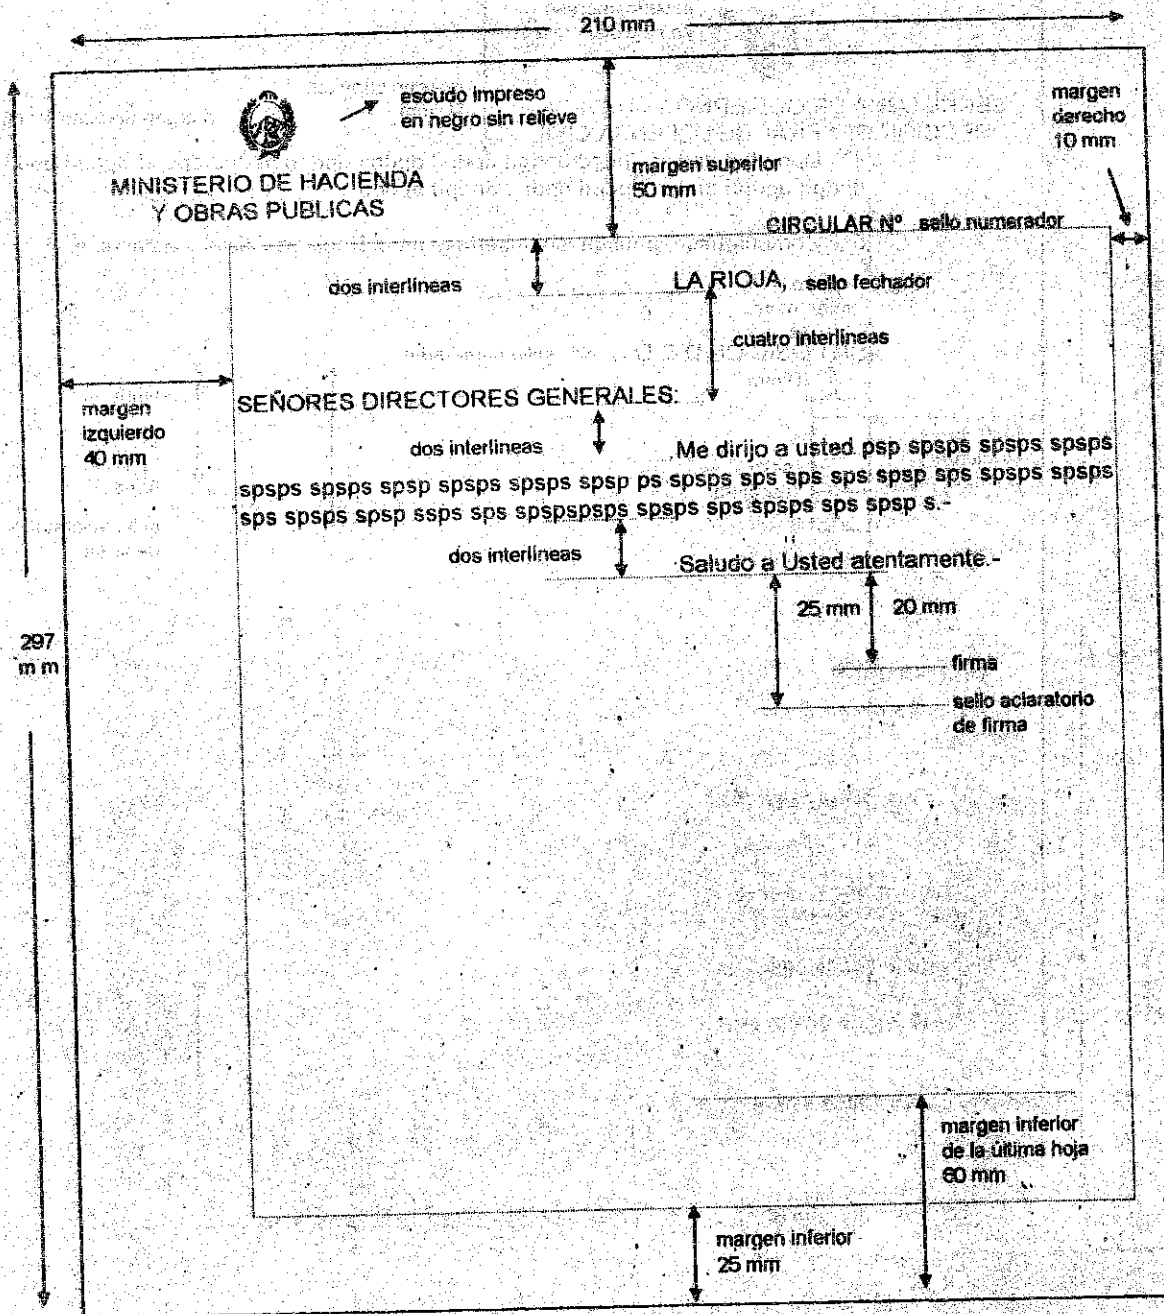 210 mm
escudo impreso
en negro sin relieve
margen
derecho
10 mm
margen superior
50 mm
MINISTERIO DE HACIENDA
Y OBRAS PUBLICAS
CIRCULAR Nº sello numerador
dos interlíneas
LA RIOJA, sello fechador
cuatro interlíneas
margen
izquierdo
40 mm
SEÑORES DIRECTORES GENERALES:
dos interlíneas
Me dirijo a usted psp spsps spsps spsps
spsps spsps spsp spsps spsps spsp ps spsps sps sps sps spsp sps spsps spsps
sps spsps spsp ssps sps spspspsps spsps sps spsps sps spsp s.-
dos interlíneas
Saludo a Usted atentamente.-
25 mm
20 mm
297
m m
firma
sello aclaratorio
de firma
margen inferior
de la última hoja
60 mm
margen inferior
25 mm